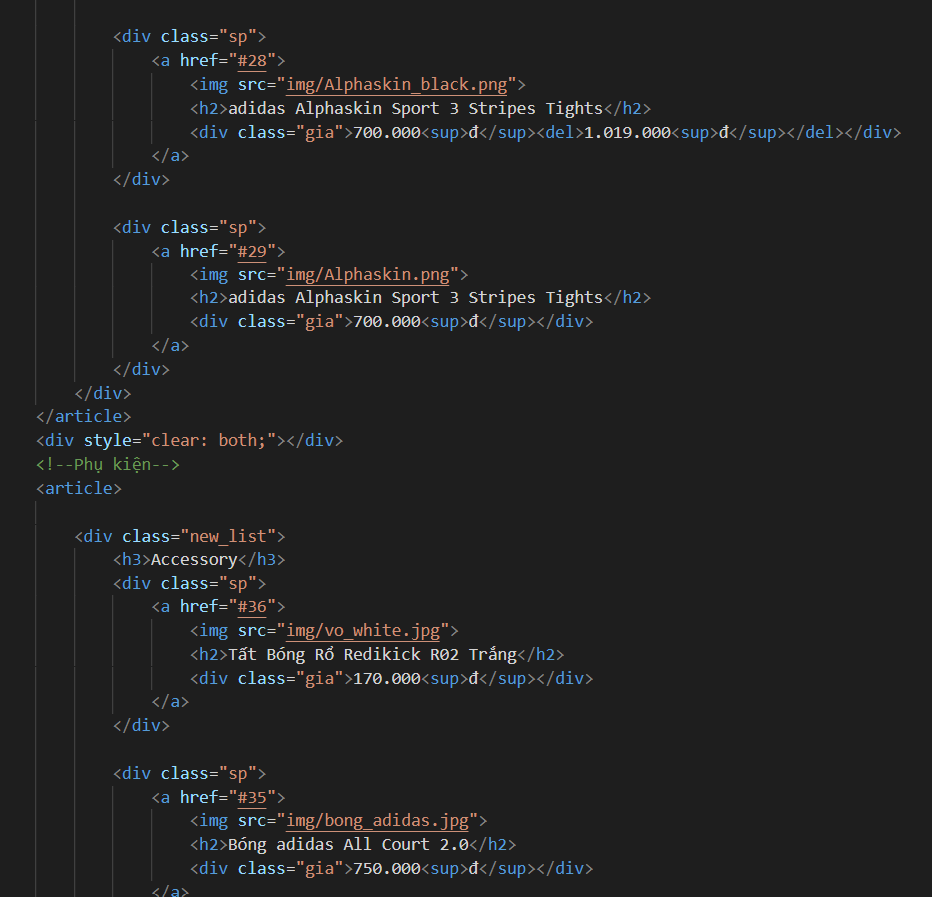 <div class="sp">
<a href="#28">
<img src="img/Alphaskin_black.png">
<h2>adidas Alphaskin Sport 3 Stripes Tights</h2>
<div class="gia">700.000<sup>đ</sup><del>1.019.000<sup>đ</sup></del></div>
</a>
</div>
<div class="sp">
<a href="#29">
<img src="img/Alphaskin.png">
<h2>adidas Alphaskin Sport 3 Stripes Tights</h2>
<div class="gia">700.000<sup>đ</sup></div>
</a>
</div>
</div>
</article>
<div style="clear: both;"></div>
<!--Phụ kiện-->
<article>
<div class="new_list">
<h3>Accessory</h3>
<div class="sp">
<a href="#36">
<img src="img/vo_white.jpg">
<h2>Tất Bóng Rổ Redikick R02 Trắng</h2>
<div class="gia">170.000<sup>đ</sup></div>
</a>
</div>
<div class="sp">
<a href="#35">
<img src="img/bong_adidas.jpg">
<h2>Bóng adidas All Court 2.0</h2>
<div class="gia">750.000<sup>đ</sup></div>
</a>